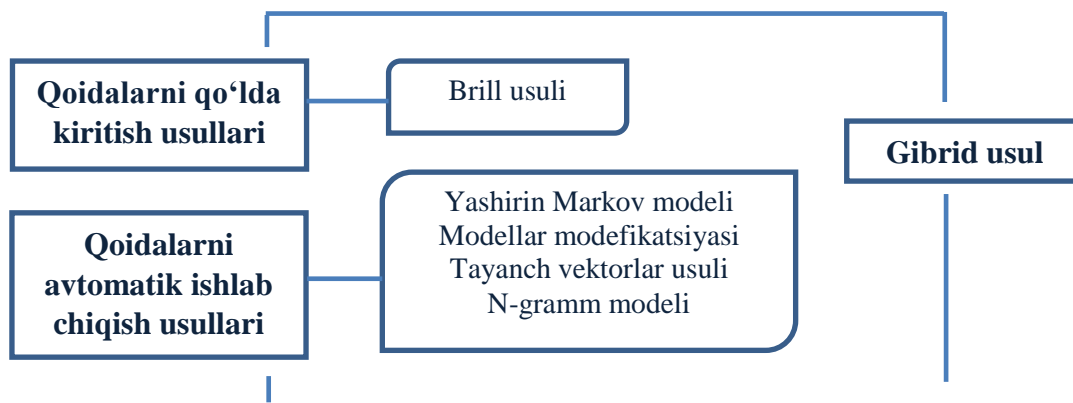 Qoidalarni qo‘lda
kiritish usullari
Brill usuli
Gibrid usul
Qoidalarni
avtomatik ishlab
chiqish usullari
Yashirin Markov modeli
Modellar modefikatsiyasi
Tayanch vektorlar usuli
N-gramm modeli